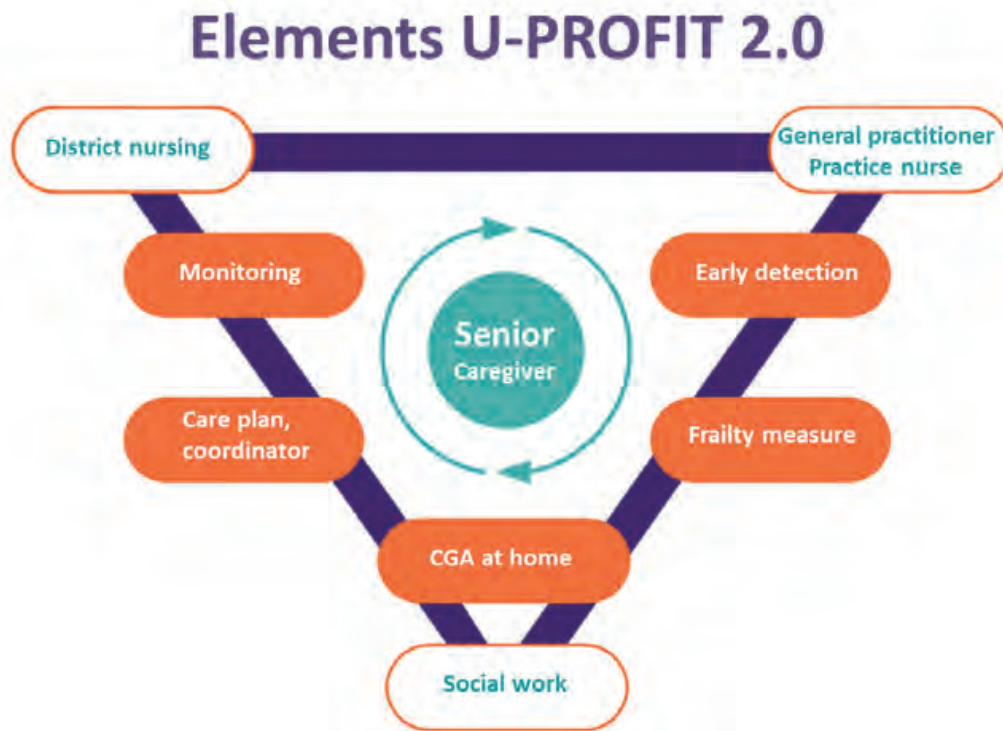 Elements U-PROFIT 2.0
District nursing
General practitioner
Practice nurse
Monitoring
Early detection
Senior
Caregiver
Care plan,
coordinator
Frailty measure
CGA at home
Social work